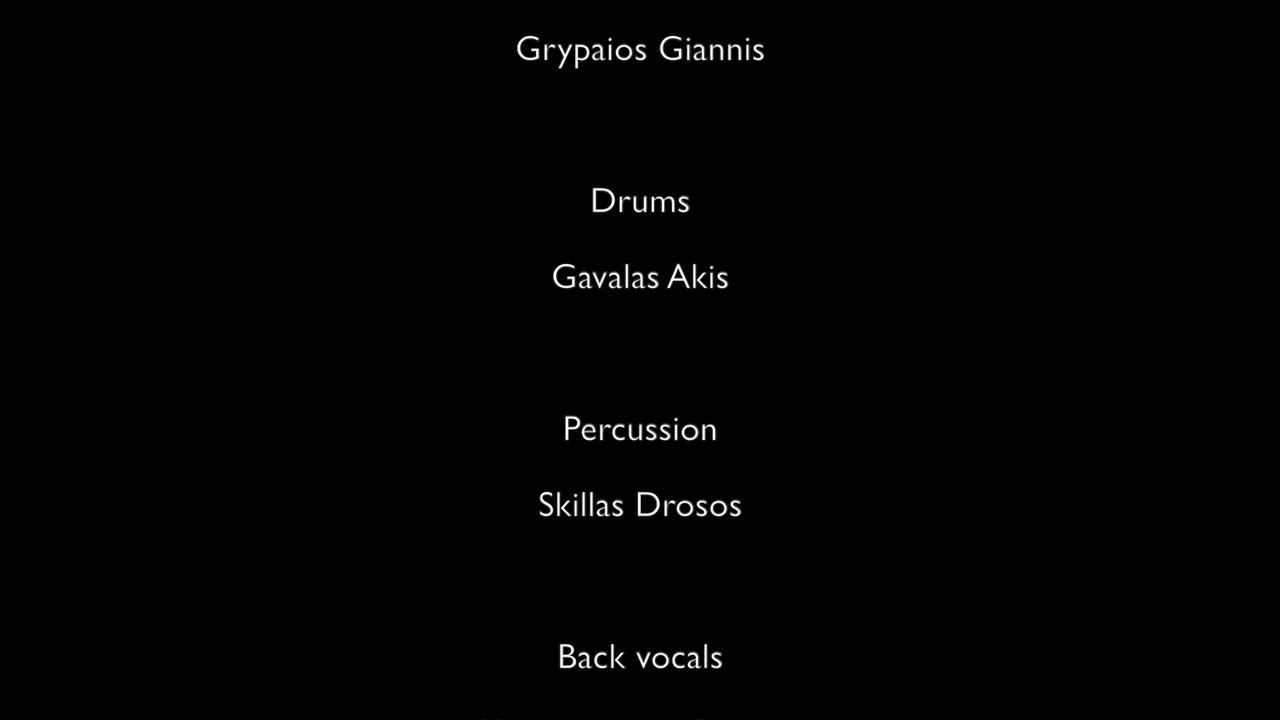 Grypaios Giannis
Drums
Gavalas Akis
Percussion
Skillas Drosos
Back vocals